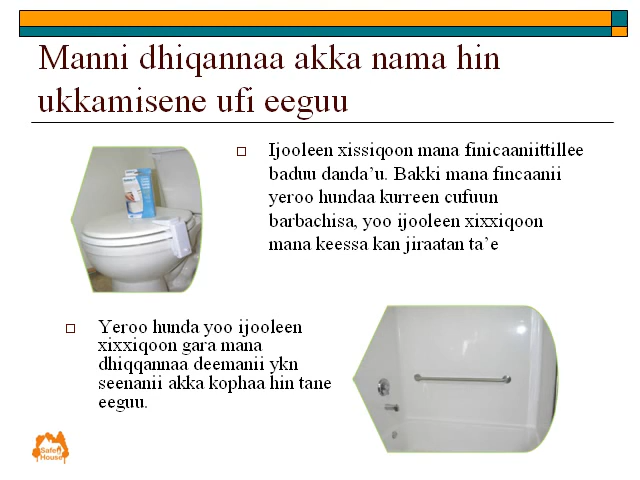 Manni dhiqannaa akka nama hin
ukkamisene ufi eeguu
Ijooleen xissiqoon mana finicaaniittillee
baduu danda’u. Bakki mana fincaanii
yeroo hundaa kurreen cufuun
barbachisa, yoo ijooleen xixxiqoon
mana keessa kan jiraatan ta’e
Yeroo hunda yoo ijooleen
xixxiqoon gara mana
dhiqqannaa deemanii ykn
seenanii akka kophaa hin tane
eeguu.
Safe
House